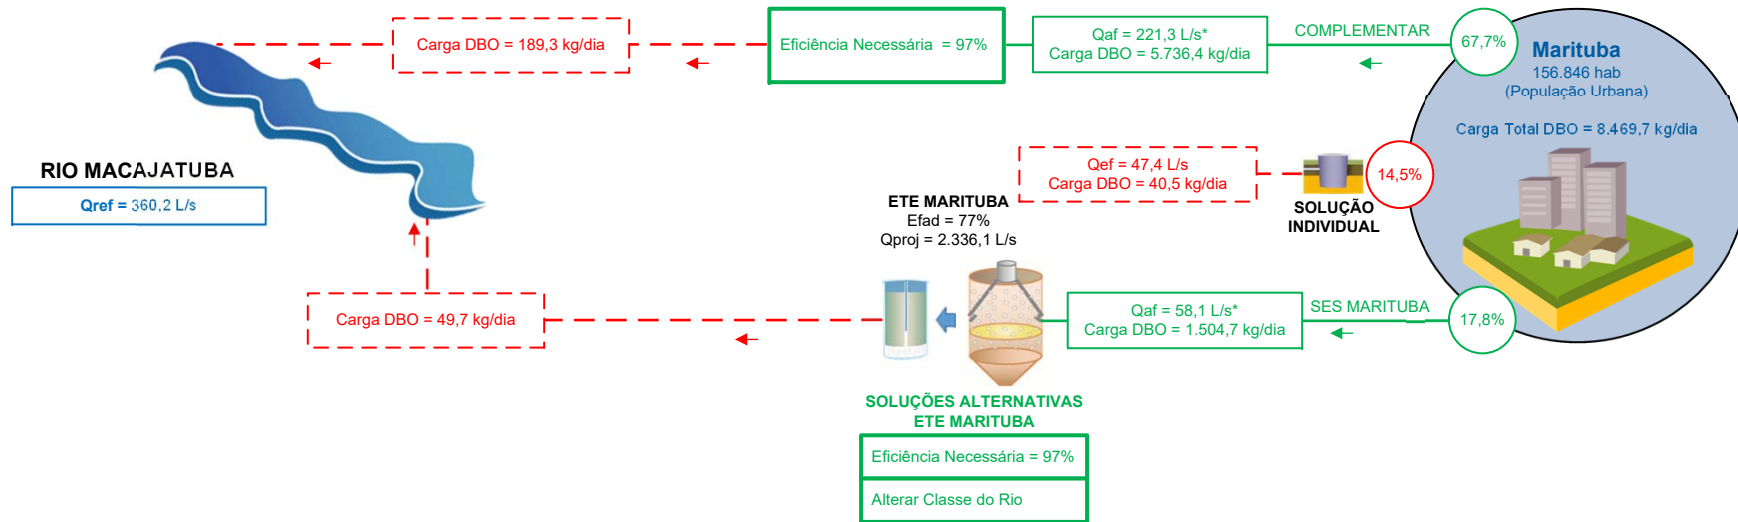 Carga DBO = 189,3 kg/dia
Eficiência Necessária = 97%
Qaf = 221,3 L/s*
Carga DBO = 5.736,4 kg/dia
COMPLEMENTAR
67,7%
Marituba
156.846 hab
(População Urbana)
Carga Total DBO = 8.469,7 kg/dia
RIO MACAJATUBA
Qref = 360,2 L/s
Qef = 47,4 L/s
Carga DBO = 40,5 kg/dia
14,5%
SOLUÇÃO
INDIVIDUAL
ETE MARITUBA
Efad = 77%
Qproj = 2.336,1 L/s
Carga DBO = 49,7 kg/dia
Qaf = 58,1 L/s*
Carga DBO = 1.504,7 kg/dia
SES MARITUBA
17,8%
SOLUÇÕES ALTERNATIVAS
ETE MARITUBA
Eficiência Necessária = 97%
Alterar Classe do Rio